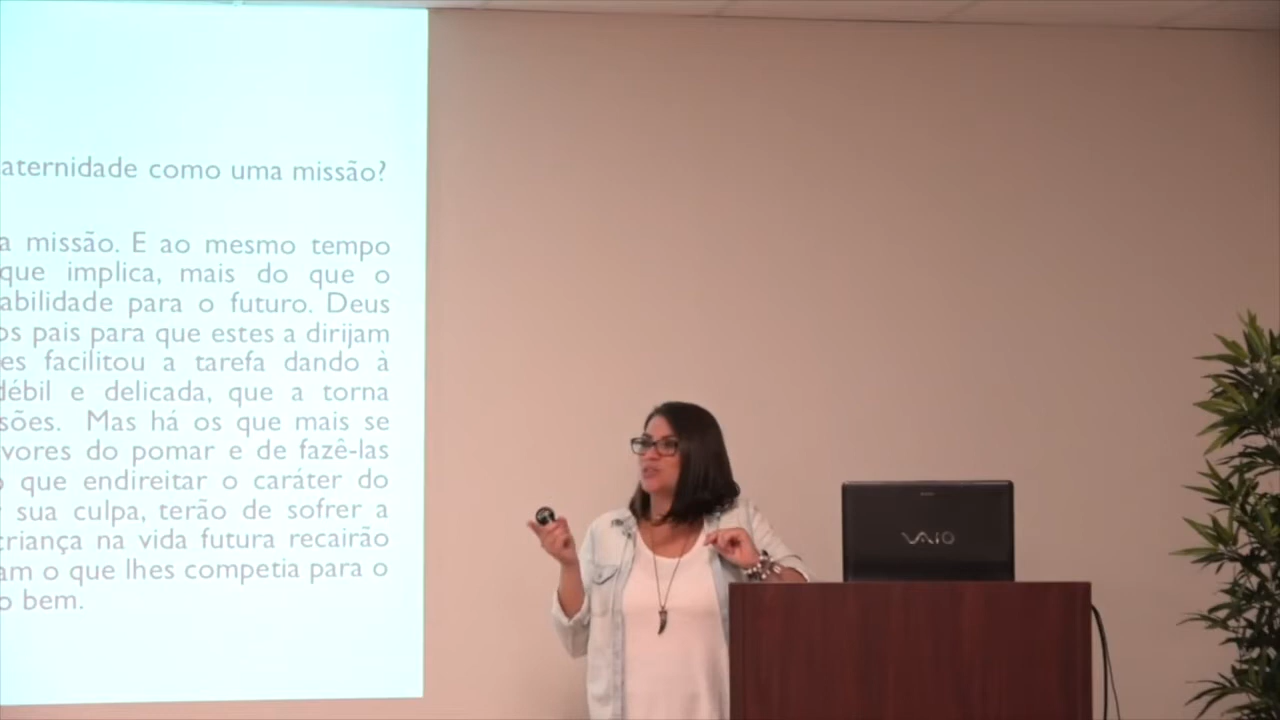 aternidade como uma missão?
a missão. E ao mesmo tempo
que implica, mais do que o
abilidade para o futuro. Deus
os pais para que estes a dirijam
es facilitou a tarefa dando à
débil e delicada, que a torna
sões. Mas há os que mais se
vores do pomar e de fazê-las
o que endireitar o caráter do
sua culpa, terão de sofrer a
criança na vida futura recairão
am o que lhes competia para o
o bem.
VAIO